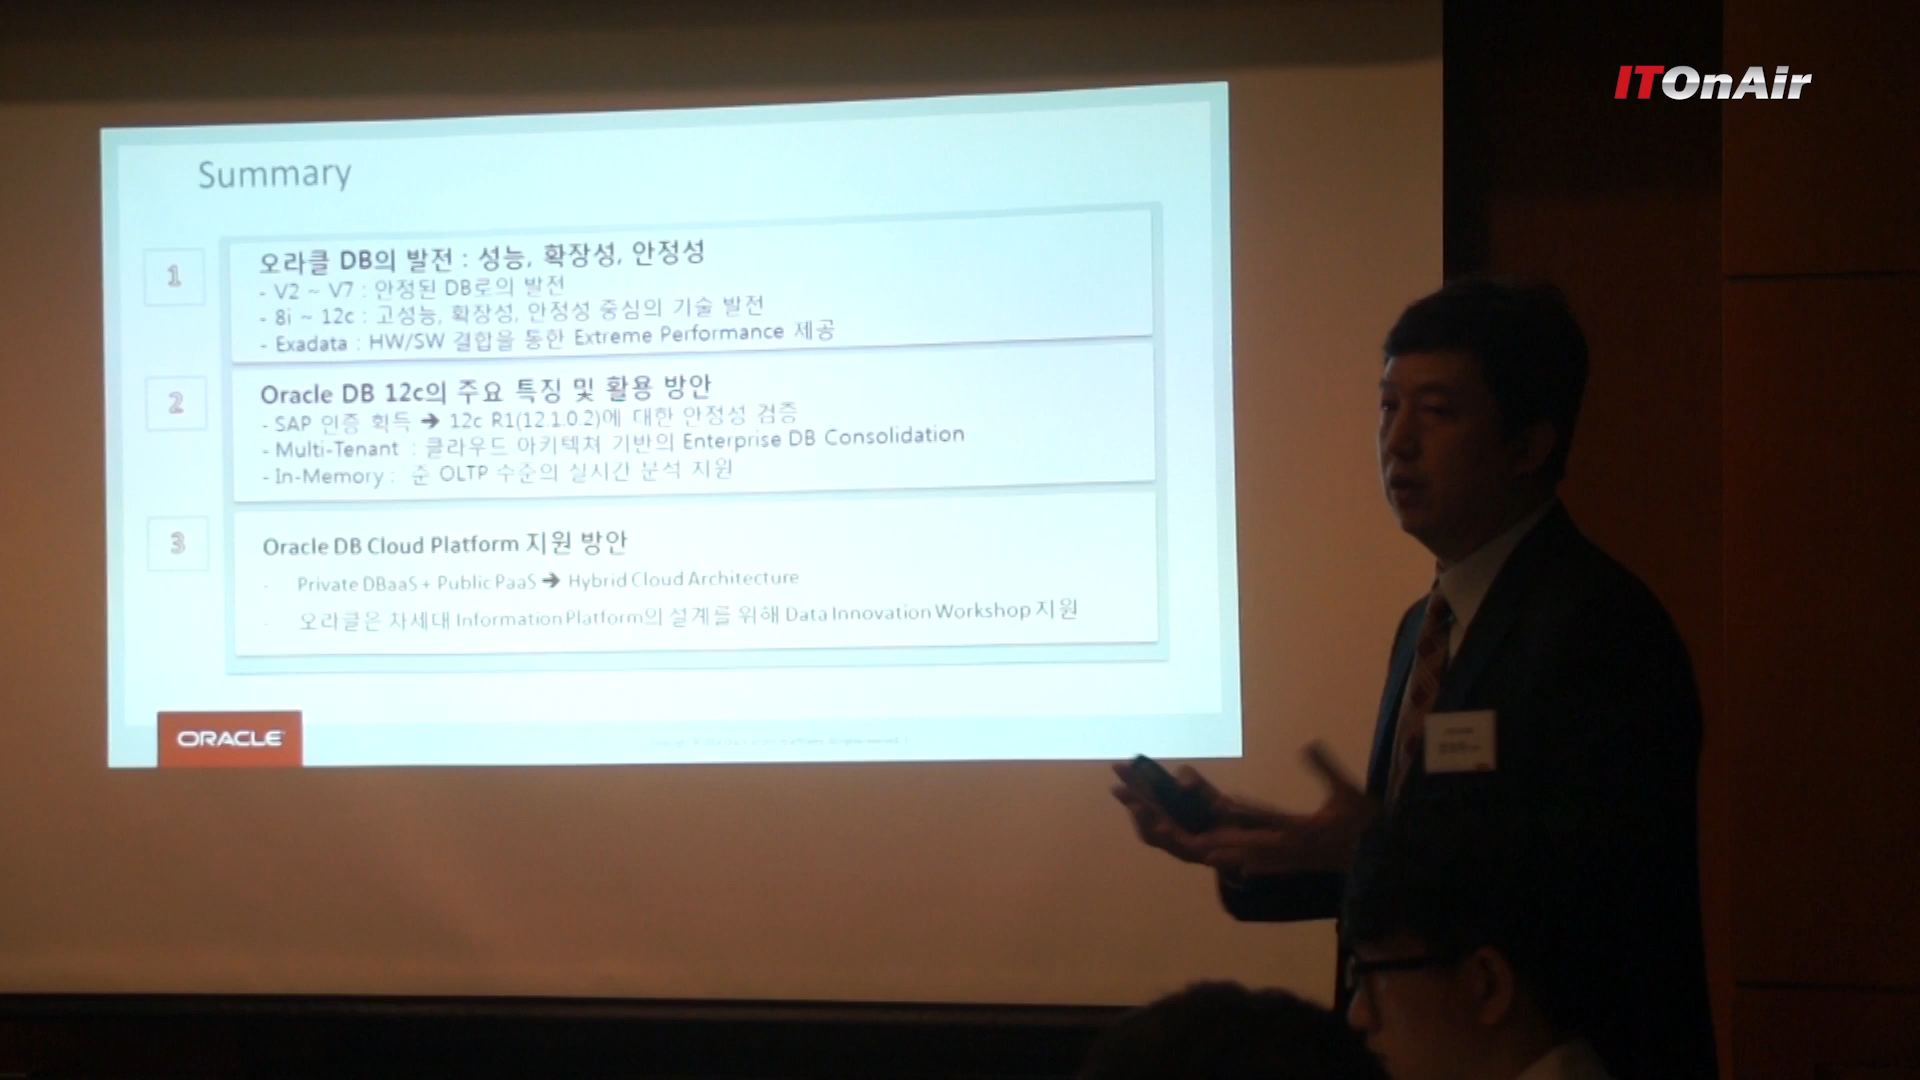 ITOnAir
Summary
1
오라클 DB의 발전 : 성능, 확장성, 안정성
- V2 ~ V7 : 안정된 DB로의 발전
- 8i ~ 12c : 고성능, 확장성, 안정성 중심의 기술 발전
- Exadata : HW/SW 결합을 통한 Extreme Performance 제공
2
Oracle DB 12c의 주요 특징 및 활용 방안
- SAP 인증 획득 ➔ 12c R1(12.1.0.2)에 대한 안정성 검증
- Multi-Tenant : 클라우드 아키텍쳐 기반의 Enterprise DB Consolidation
- In-Memory : 준 OLTP 수준의 실시간 분석 지원
3
Oracle DB Cloud Platform 지원 방안
- Private DBaaS + Public PaaS ➔ Hybrid Cloud Architecture
- 오라클은 차세대 Information Platform의 설계를 위해 Data Innovation Workshop 지원
ORACLE